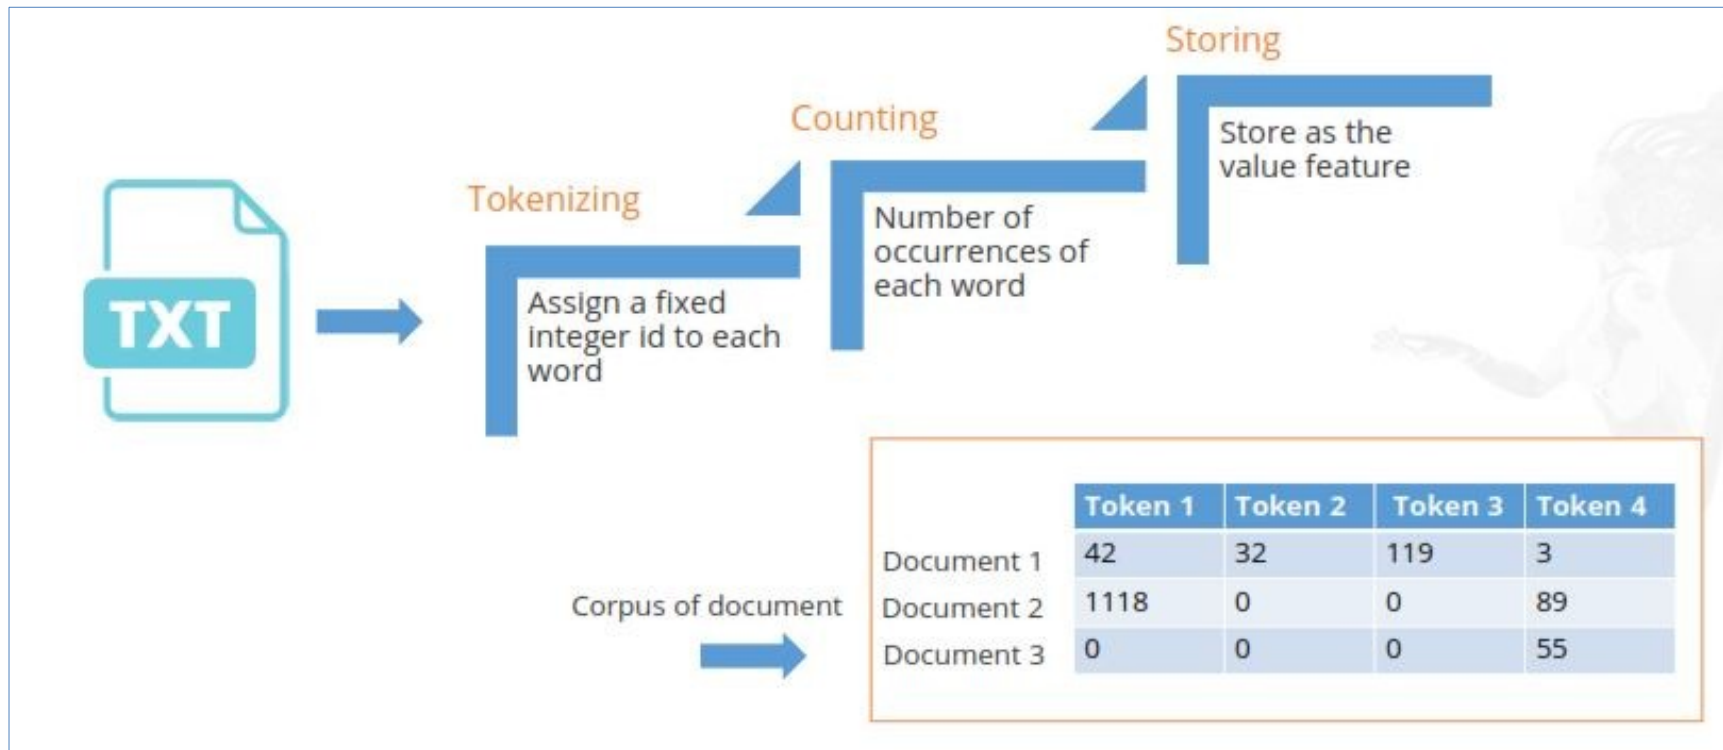 Storing
Store as the
value feature
Counting
Number of
occurrences of
each word
Tokenizing
Assign a fixed
integer id to each
word
TXT
Corpus of document
Token 1 Token 2 Token 3 Token 4
Document 1 42 32 119 3
Document 2 1118 0 0 89
Document 3 0 0 0 55